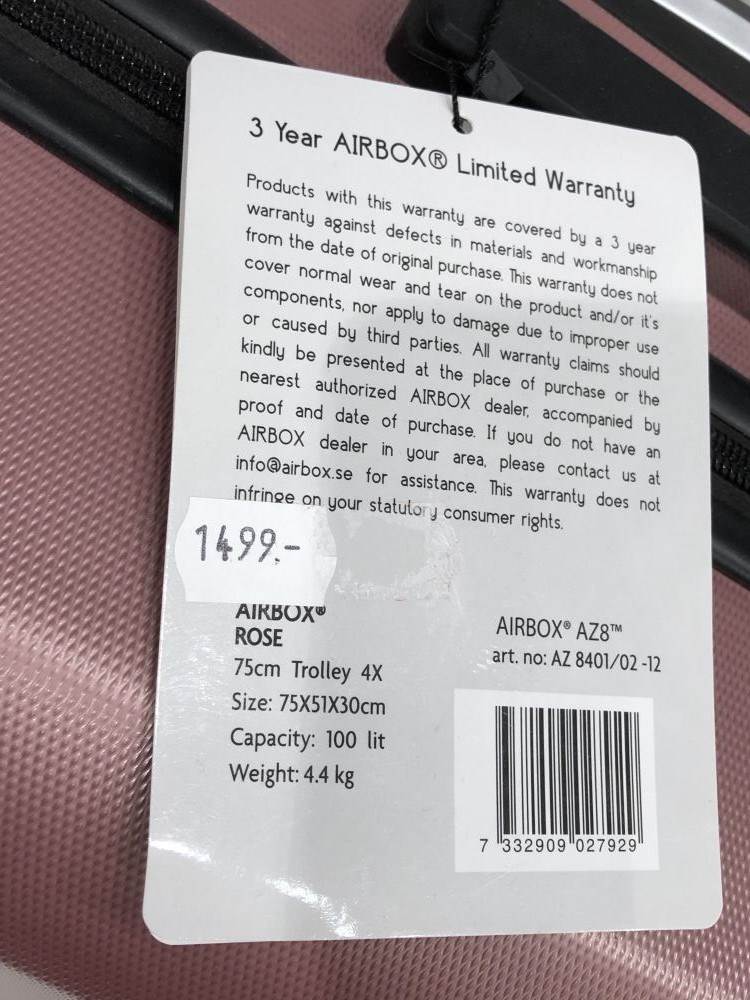 3 Year AIRBOX® Limited Warranty
Products with this warranty are covered by a 3 year
warranty against defects in materials and workmanship
from the date of original purchase. This warranty does not
cover normal wear and tear on the product and/or it's
components, nor apply to damage due to improper use
or caused by third parties. All warranty claims should
kindly be presented at the place of purchase or the
nearest authorized AIRBOX dealer, accompanied by
proof and date of purchase. If you do not have an
AIRBOX dealer in your area, please contact us at
info@airbox.se for assistance. This warranty does not
infringe on your statutory consumer rights.
1499.-
AIRBOX®
ROSE
75cm Trolley 4X
Size: 75X51X30cm
Capacity: 100 lit
Weight: 4.4 kg
AIRBOX® AZ8™
art. no: AZ 8401/02 -12
7 332909 027929